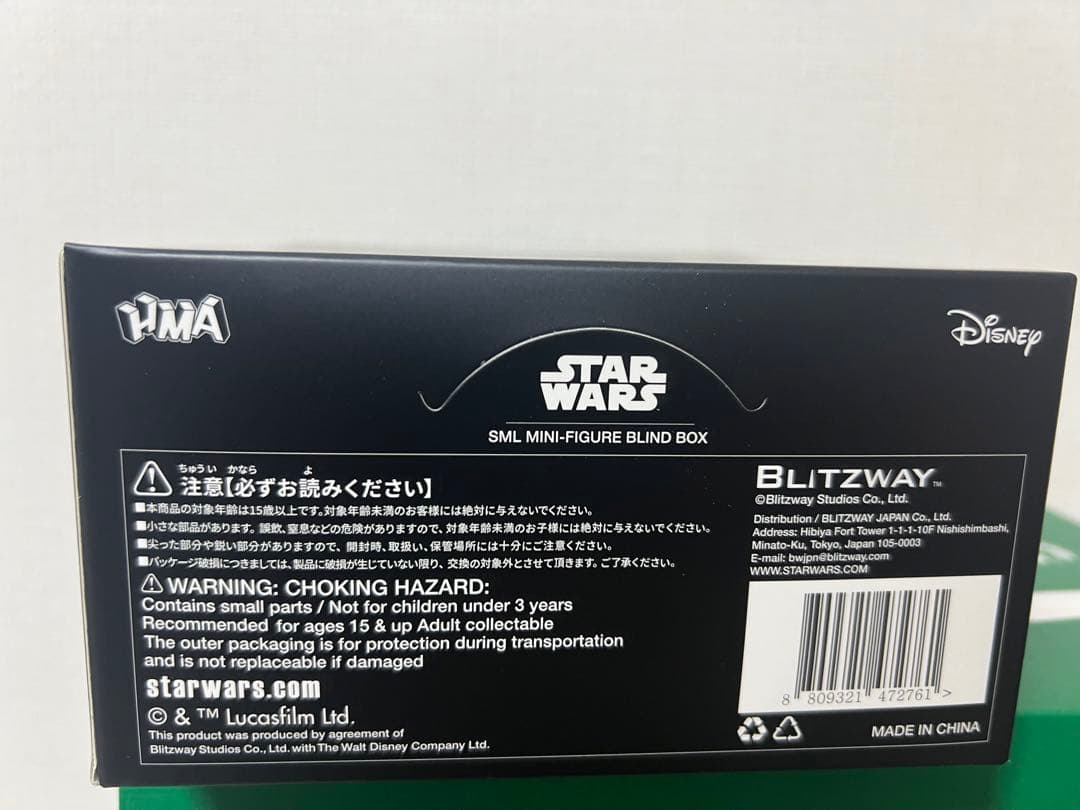 HMA
Disney
STAR
WARS
SML MINI-FIGURE BLIND BOX
ちゅうい かなら よ
注意【必ずお読みください】
■本商品の対象年齢は15歳以上です。対象年齢未満のお客様には絶対に与えないでください。
■小さな部品があります。誤飲、窒息などの危険がありますので、対象年齢未満のお子様には絶対に与えないでください。
■尖った部分や鋭い部分がありますので、開封時、取扱い、保管場所には十分にご注意ください。
■パッケージ破損につきましては、製品に破損が生じていない限り、交換の対象外とさせて頂きます。ご了承ください。
WARNING: CHOKING HAZARD:
Contains small parts / Not for children under 3 years
Recommended for ages 15 & up Adult collectable
The outer packaging is for protection during transportation
and is not replaceable if damaged
starwars.com
© & ™ Lucasfilm Ltd.
This product was produced by agreement of
Blitzway Studios Co., Ltd. with The Walt Disney Company Ltd.
BLITZWAY™
©Blitzway Studios Co., Ltd.
Distribution / BLITZWAY JAPAN Co., Ltd.
Address: Hibiya Fort Tower 1-1-1-10F Nishishimbashi,
Minato-Ku, Tokyo, Japan 105-0003
E-mail: bwjpn@blitzway.com
WWW.STARWARS.COM
8 809321 472761 >
MADE IN CHINA